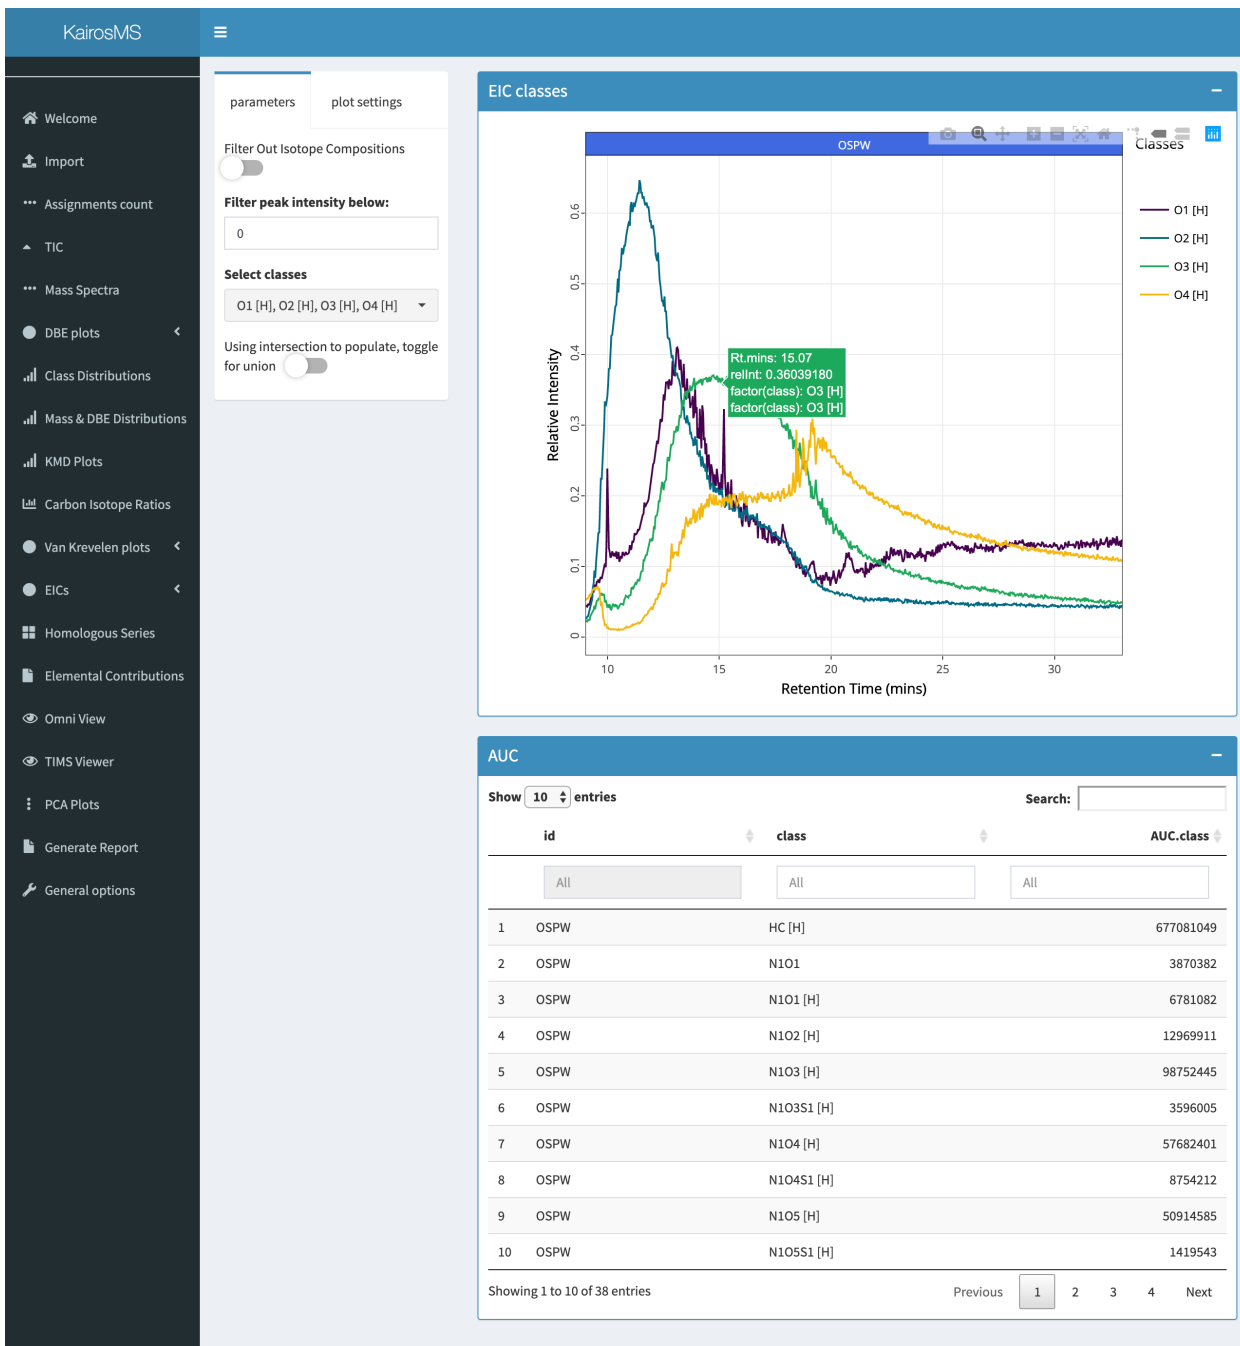 KairosMS
Welcome
Import
Assignments count
TIC
Mass Spectra
DBE plots
Class Distributions
Mass & DBE Distributions
KMD Plots
Carbon Isotope Ratios
Van Krevelen plots
EICs
Homologous Series
Elemental Contributions
Omni View
TIMS Viewer
PCA Plots
Generate Report
General options
parameters plot settings
Filter Out Isotope Compositions
Filter peak intensity below:
0
Select classes
O1 [H], O2 [H], O3 [H], O4 [H]
Using intersection to populate, toggle
for union
EIC classes
OSPW
Classes
O1 [H]
O2 [H]
O3 [H]
O4 [H]
Rt.mins: 15.07
relInt: 0.36039180
factor(class): O3 [H]
factor(class): O3 [H]
Relative Intensity
0.6
0.5
0.4
0.3
0.2
0.1
0
10 15 20 25 30
Retention Time (mins)
AUC
Show 10 entries Search:
id class AUC.class
All All All
1 OSPW HC [H] 677081049
2 OSPW N1O1 3870382
3 OSPW N1O1 [H] 6781082
4 OSPW N1O2 [H] 12969911
5 OSPW N1O3 [H] 98752445
6 OSPW N1O3S1 [H] 3596005
7 OSPW N1O4 [H] 57682401
8 OSPW N1O4S1 [H] 8754212
9 OSPW N1O5 [H] 50914585
10 OSPW N1O5S1 [H] 1419543
Showing 1 to 10 of 38 entries Previous 1 2 3 4 Next